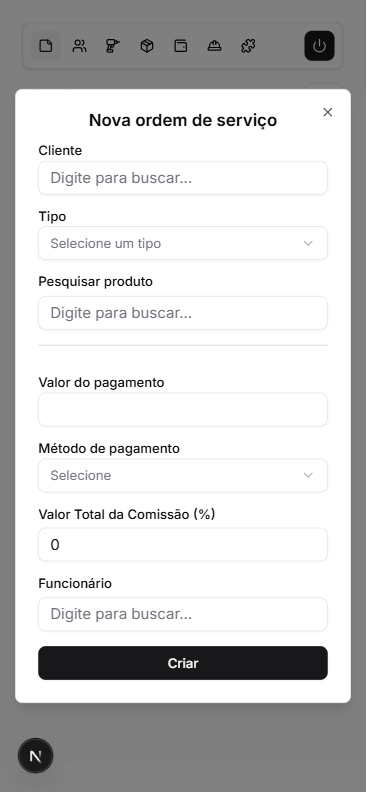 Nova ordem de serviço
Cliente
Digite para buscar...
Tipo
Selecione um tipo
Pesquisar produto
Digite para buscar...
Valor do pagamento
Método de pagamento
Selecione
Valor Total da Comissão (%)
0
Funcionário
Digite para buscar...
Criar
N